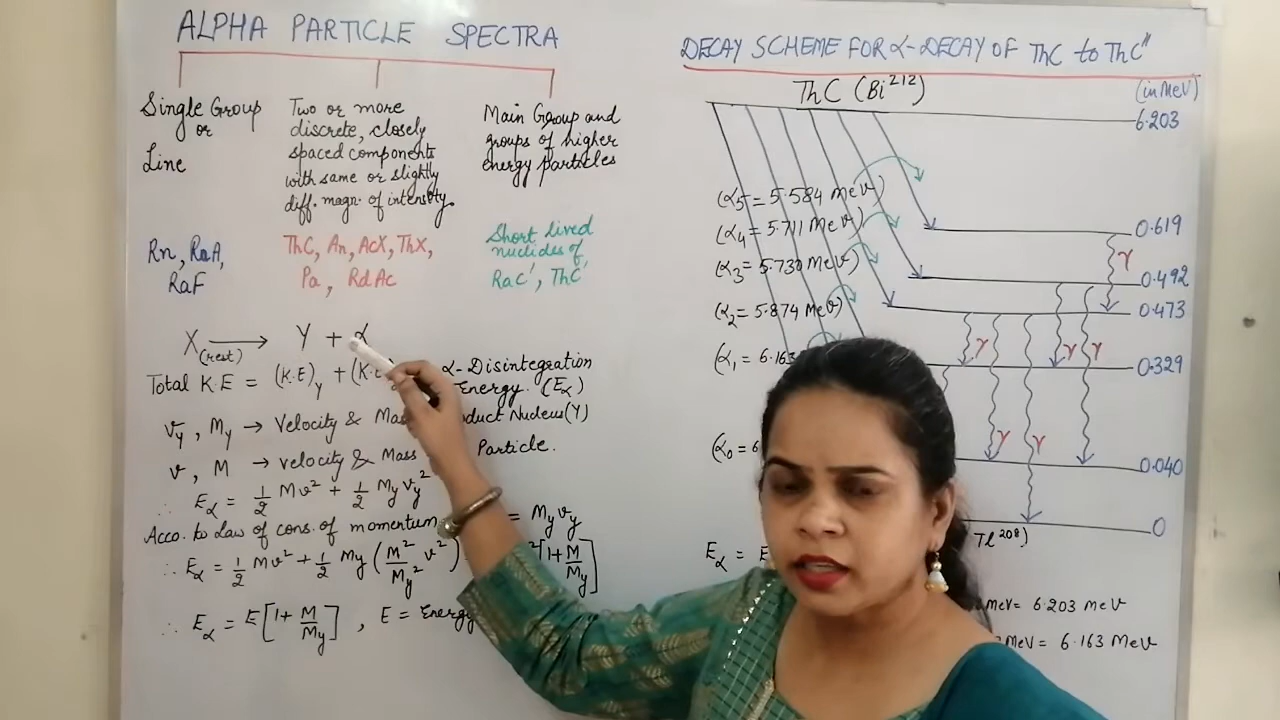 ALPHA PARTICLE SPECTRA
Single Group
or
Line
Two or more
discrete, closely
spaced components
with same or slightly
diff. magn. of intensity.
Main Group and
groups of higher
energy particles
Rn, RaA,
RaF
ThC, An, AcX, ThX,
Pa, RdAc
Short lived
nuclides of,
RaC', ThC'
X (rest) ⟶ Y + α
Total K.E = (K.E)y + (K.E
α-Disintegration
Energy. (Eα)
vy, My → Velocity & Mass
Product Nucleus(Y)
v, M → velocity & Mass
Particle.
∴ Eα = 1/2 Mv² + 1/2 My vy²
Acco. to Law of cons. of momentum
= My vy
∴ Eα = 1/2 Mv² + 1/2 My (M²/My² v²)
²[1+M/My]
∴ Eα = E[1+M/My], E = Energy
DECAY SCHEME FOR α-DECAY OF ThC to ThC"
ThC (Bi²¹²)
(in MeV)
6.203
(α5 = 5.584 MeV)
0.619
(α4 = 5.711 MeV)
γ
(α3 = 5.730 MeV)
0.492
(α2 = 5.874 MeV)
0.473
(α1 = 6.163
γ γ γ
0.329
(α0 = 6
γ γ
0.040
0
Tl²⁰⁸)
Eα = E
MeV = 6.203 MeV
MeV = 6.163 MeV